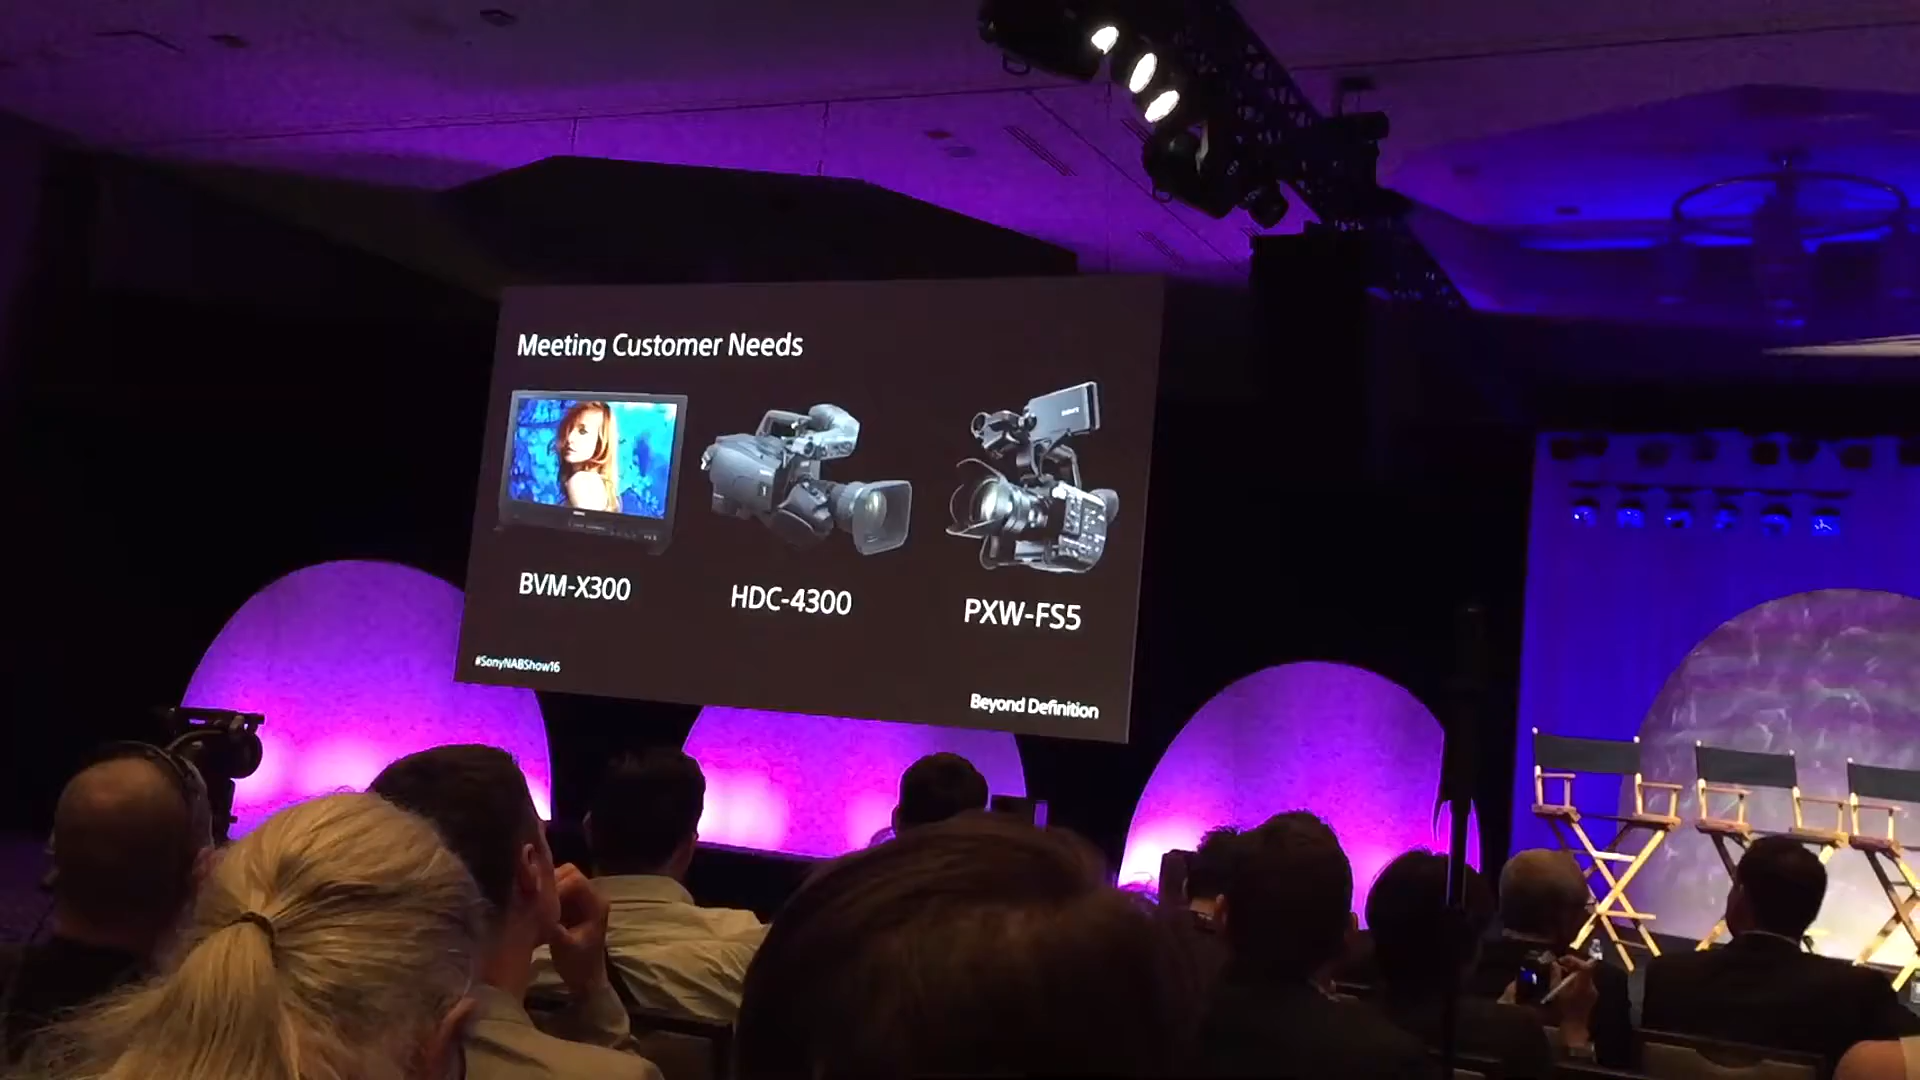 Meeting Customer Needs
BVM-X300
HDC-4300
PXW-FS5
#SonyNABShow16
Beyond Definition